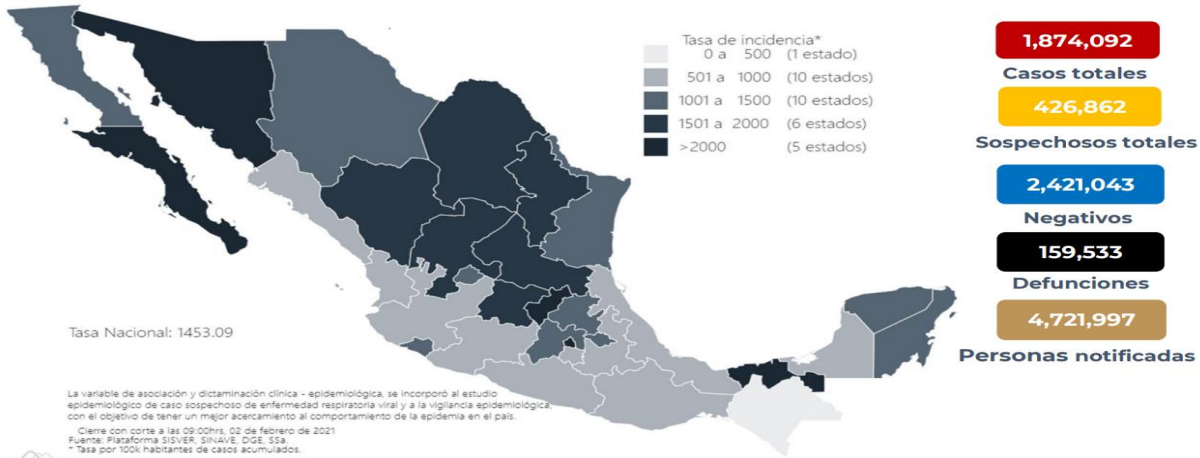 Tasa de incidencia*
0 a 500 (1 estado)
501 a 1000 (10 estados)
1001 a 1500 (10 estados)
1501 a 2000 (6 estados)
>2000 (5 estados)
1,874,092
Casos totales
426,862
Sospechosos totales
2,421,043
Negativos
159,533
Defunciones
4,721,997
Personas notificadas
Tasa Nacional: 1453.09
La variable de asociación y dictaminación clínica - epidemiológica, se incorporó al estudio
epidemiológico de caso sospechoso de enfermedad respiratoria viral y a la vigilancia epidemiológica,
con el objetivo de tener un mejor acercamiento al comportamiento de la epidemia en el país.
Cierre con corte a las 09:00hrs, 02 de febrero de 2021
Fuente: Plataforma SISVER, SINAVE, DGE, SSa.
* Tasa por 100k habitantes de casos acumulados.